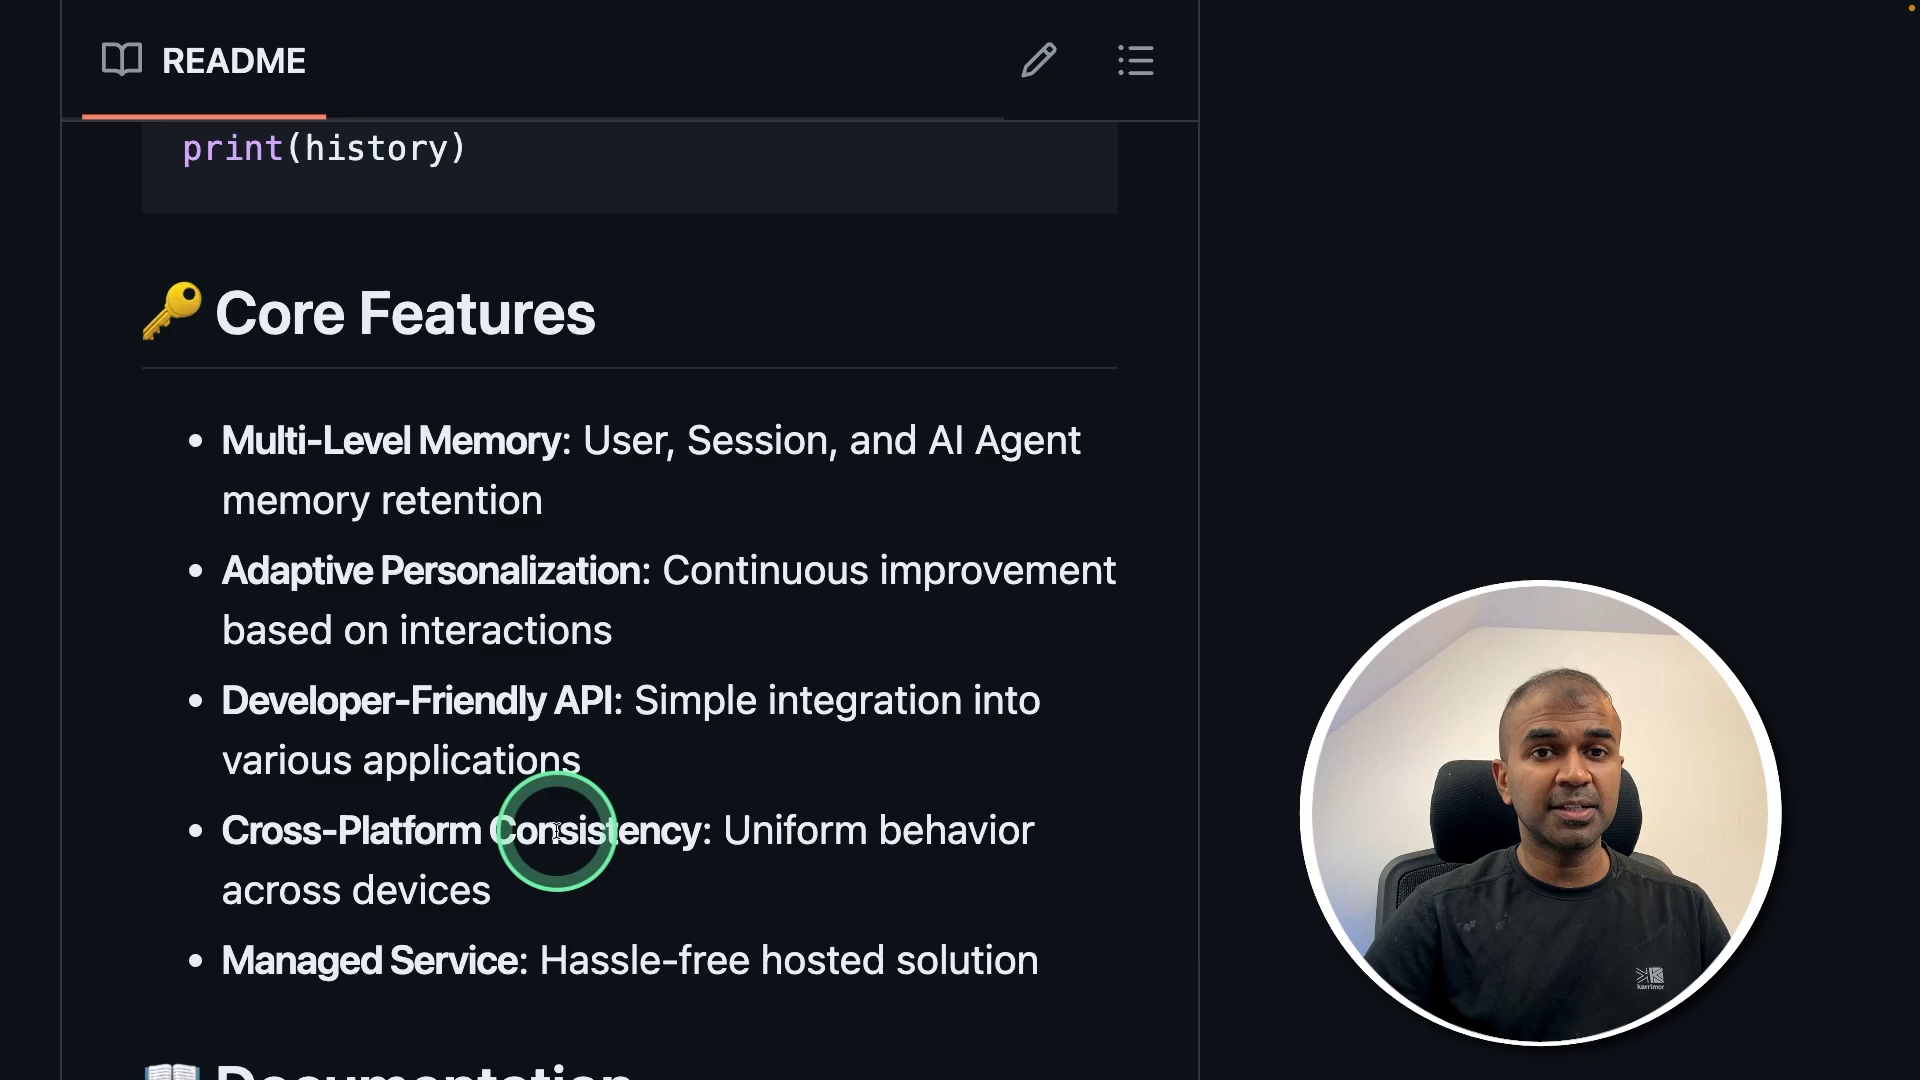 README
print(history)
🔑 Core Features
• Multi-Level Memory: User, Session, and AI Agent
memory retention
• Adaptive Personalization: Continuous improvement
based on interactions
• Developer-Friendly API: Simple integration into
various applications
• Cross-Platform Consistency: Uniform behavior
across devices
• Managed Service: Hassle-free hosted solution
📖 Documentation
karrimor